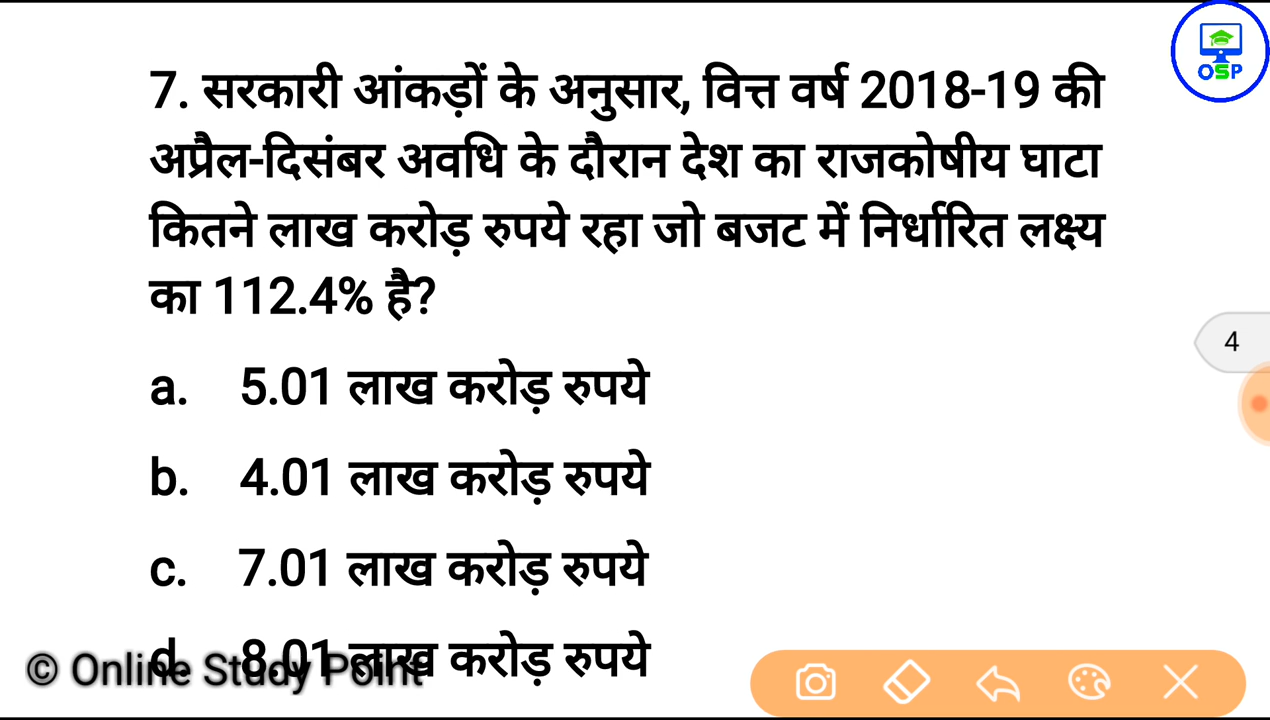 OSP
7. सरकारी आंकड़ों के अनुसार, वित्त वर्ष 2018-19 की
अप्रैल-दिसंबर अवधि के दौरान देश का राजकोषीय घाटा
कितने लाख करोड़ रुपये रहा जो बजट में निर्धारित लक्ष्य
का 112.4% है?
4
a. 5.01 लाख करोड़ रुपये
b. 4.01 लाख करोड़ रुपये
c. 7.01 लाख करोड़ रुपये
d. 8.01 लाख करोड़ रुपये
© Online Study Point